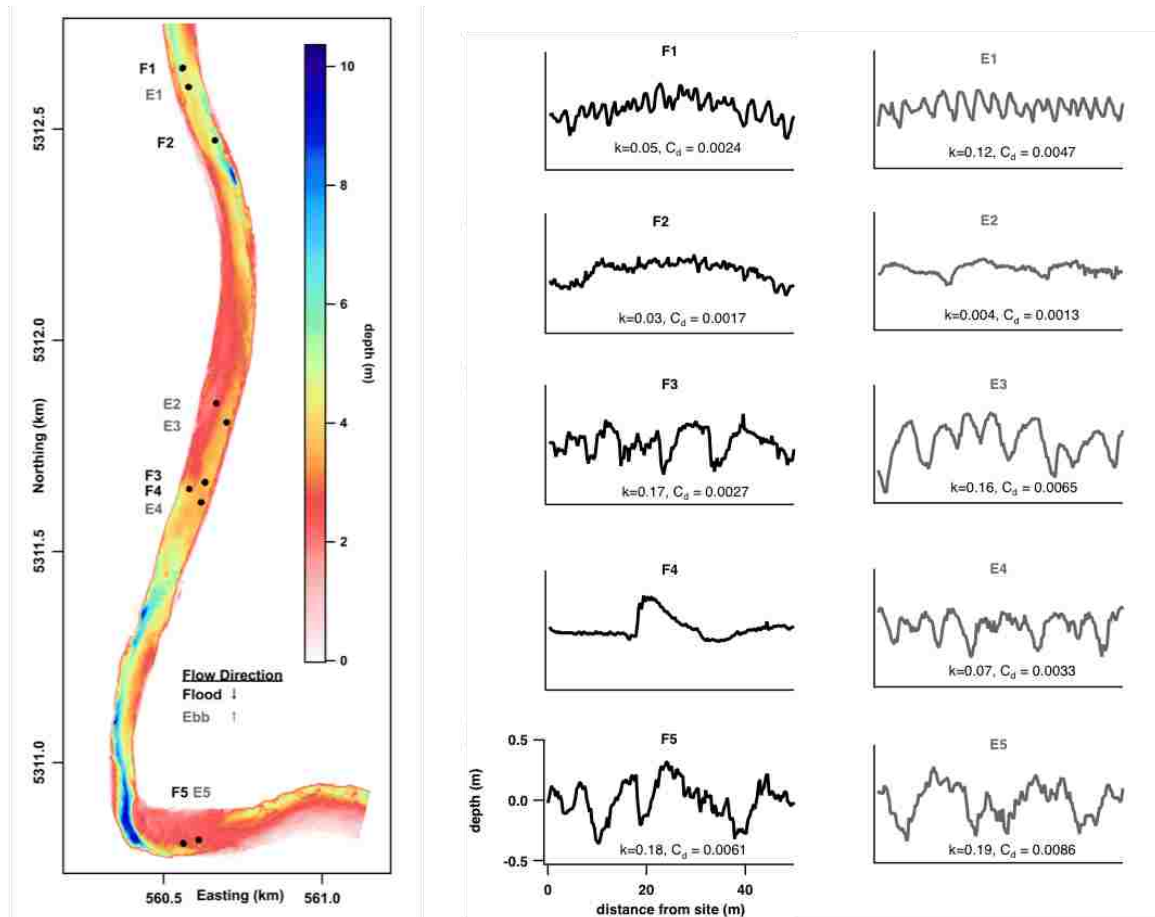 F1
E1
F2
E2
E3
F3
F4
E4
F5 E5
Flow Direction
Flood ↓
Ebb ↑
5312.5
5312.0
5311.5
5311.0
Northing (km)
560.5
561.0
Easting (km)
10
8
6
4
2
0
depth (m)
F1
k=0.05, Cd = 0.0024
E1
k=0.12, Cd = 0.0047
F2
k=0.03, Cd = 0.0017
E2
k=0.004, Cd = 0.0013
F3
k=0.17, Cd = 0.0027
E3
k=0.16, Cd = 0.0065
F4
E4
k=0.07, Cd = 0.0033
F5
k=0.18, Cd = 0.0061
E5
k=0.19, Cd = 0.0086
0.5
0.0
-0.5
depth (m)
0
20
40
distance from site (m)